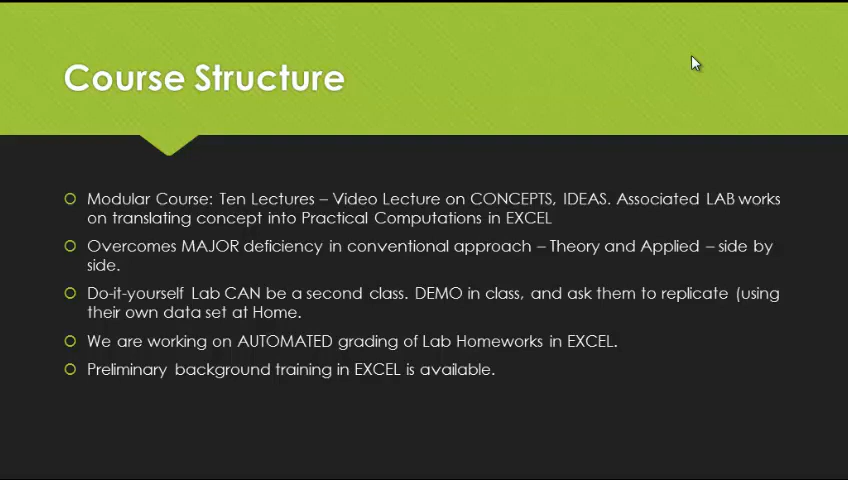 Course Structure
Modular Course: Ten Lectures – Video Lecture on CONCEPTS, IDEAS. Associated LAB works
on translating concept into Practical Computations in EXCEL
Overcomes MAJOR deficiency in conventional approach – Theory and Applied – side by
side.
Do-it-yourself Lab CAN be a second class. DEMO in class, and ask them to replicate (using
their own data set at Home.
We are working on AUTOMATED grading of Lab Homeworks in EXCEL.
Preliminary background training in EXCEL is available.